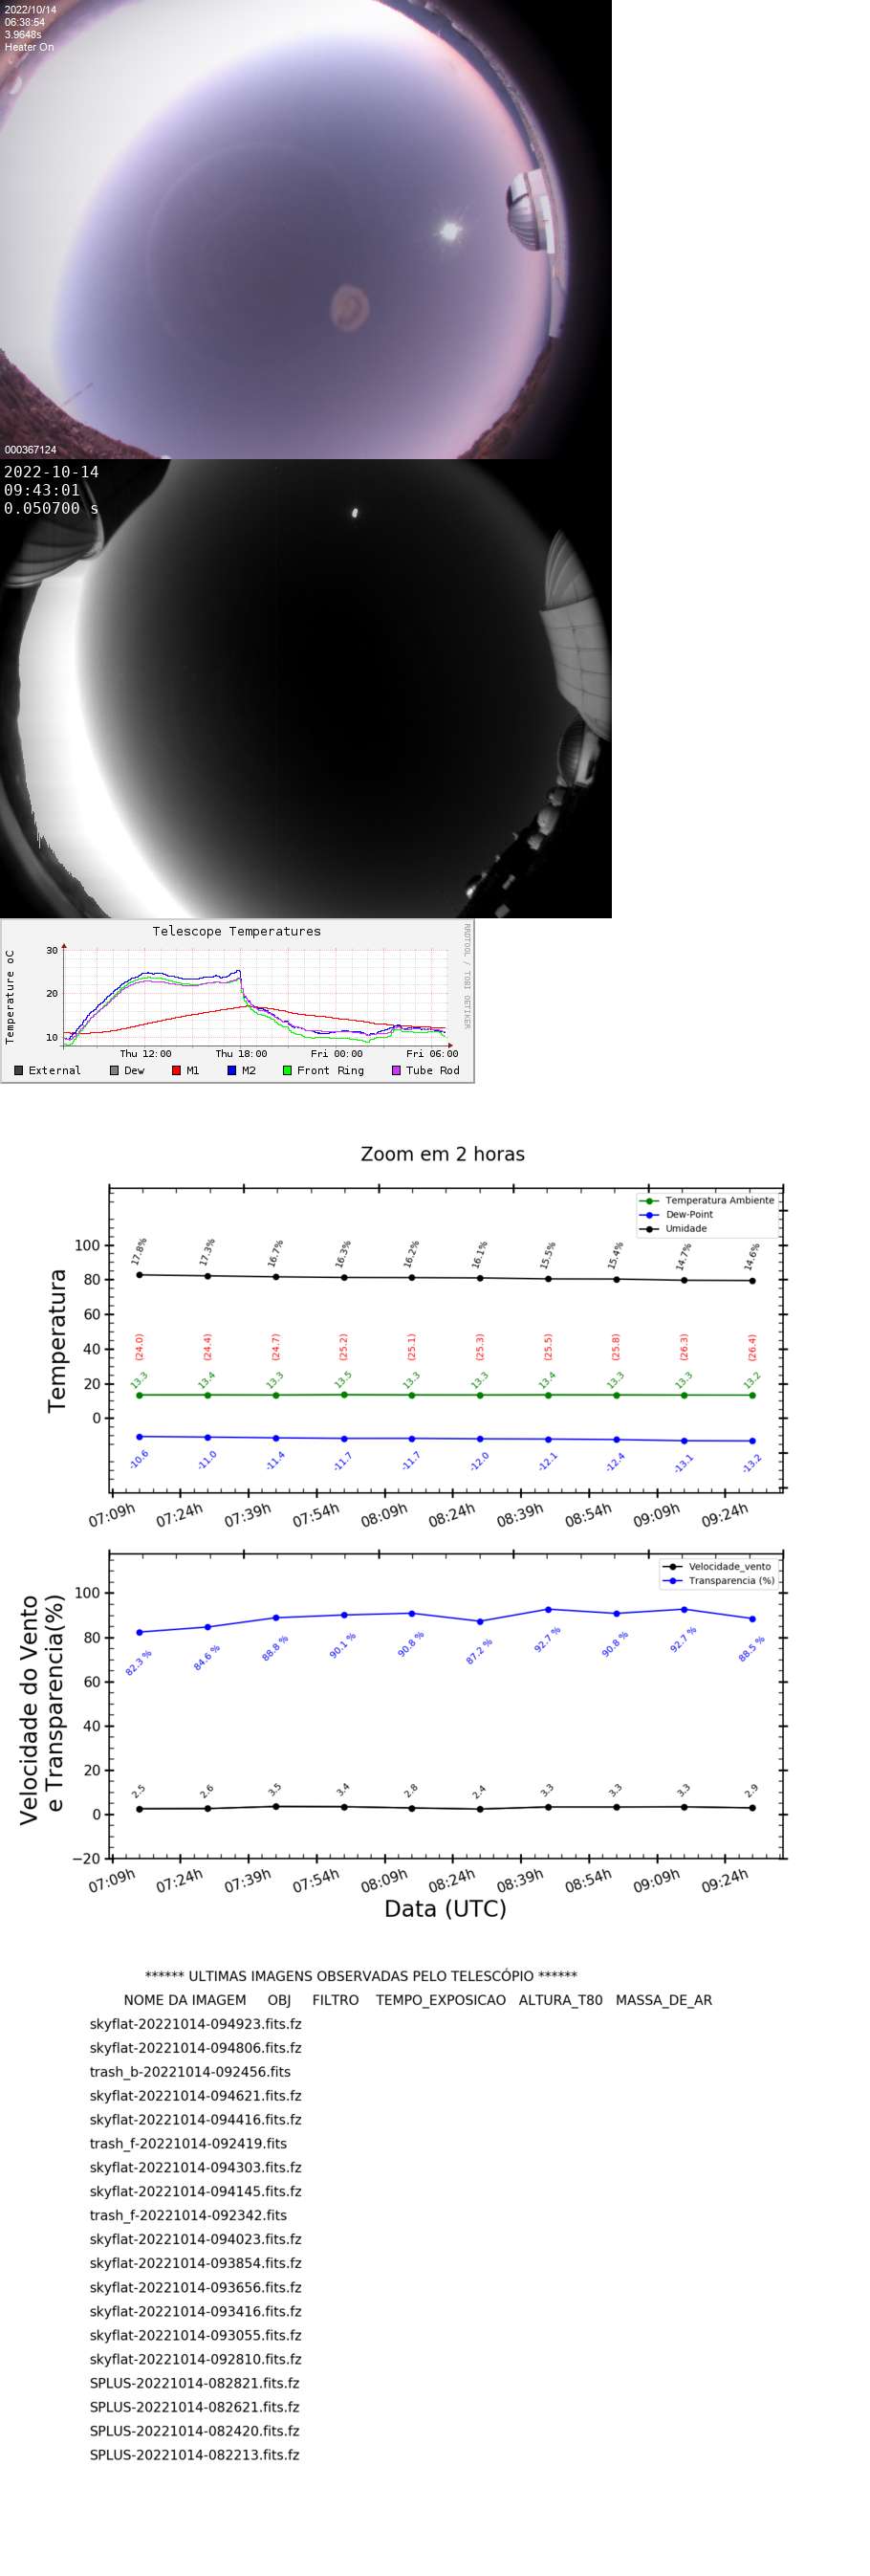 2022/10/14
06:38:54
3.9648s
Heater On
000367124
2022-10-14
09:43:01
0.050700 s
Telescope Temperatures
RRDTOOL / TOBI OETIKER
Temperature oC
30
20
10
Thu 12:00 Thu 18:00 Fri 00:00 Fri 06:00
External Dew M1 M2 Front Ring Tube Rod
Zoom em 2 horas
Temperatura
Temperatura Ambiente
Dew-Point
Umidade
100
80
60
40
20
0
17.8% 17.3% 16.7% 16.3% 16.2% 16.1% 15.5% 15.4% 14.7% 14.6%
(24.0) (24.4) (24.7) (25.2) (25.1) (25.3) (25.5) (25.8) (26.3) (26.4)
13.3 13.4 13.3 13.5 13.3 13.3 13.4 13.3 13.3 13.2
-10.6 -11.0 -11.4 -11.7 -11.7 -12.0 -12.1 -12.4 -13.1 -13.2
07:09h 07:24h 07:39h 07:54h 08:09h 08:24h 08:39h 08:54h 09:09h 09:24h
Velocidade do Vento
e Transparencia(%)
Velocidade_vento
Transparencia (%)
100
80
60
40
20
0
−20
82.3 % 84.6 % 88.8 % 90.1 % 90.8 % 87.2 % 92.7 % 90.8 % 92.7 % 88.5 %
2.5 2.6 3.5 3.4 2.8 2.4 3.3 3.3 3.3 2.9
07:09h 07:24h 07:39h 07:54h 08:09h 08:24h 08:39h 08:54h 09:09h 09:24h
Data (UTC)
****** ULTIMAS IMAGENS OBSERVADAS PELO TELESCÓPIO ******
NOME DA IMAGEM OBJ FILTRO TEMPO_EXPOSICAO ALTURA_T80 MASSA_DE_AR
skyflat-20221014-094923.fits.fz
skyflat-20221014-094806.fits.fz
trash_b-20221014-092456.fits
skyflat-20221014-094621.fits.fz
skyflat-20221014-094416.fits.fz
trash_f-20221014-092419.fits
skyflat-20221014-094303.fits.fz
skyflat-20221014-094145.fits.fz
trash_f-20221014-092342.fits
skyflat-20221014-094023.fits.fz
skyflat-20221014-093854.fits.fz
skyflat-20221014-093656.fits.fz
skyflat-20221014-093416.fits.fz
skyflat-20221014-093055.fits.fz
skyflat-20221014-092810.fits.fz
SPLUS-20221014-082821.fits.fz
SPLUS-20221014-082621.fits.fz
SPLUS-20221014-082420.fits.fz
SPLUS-20221014-082213.fits.fz